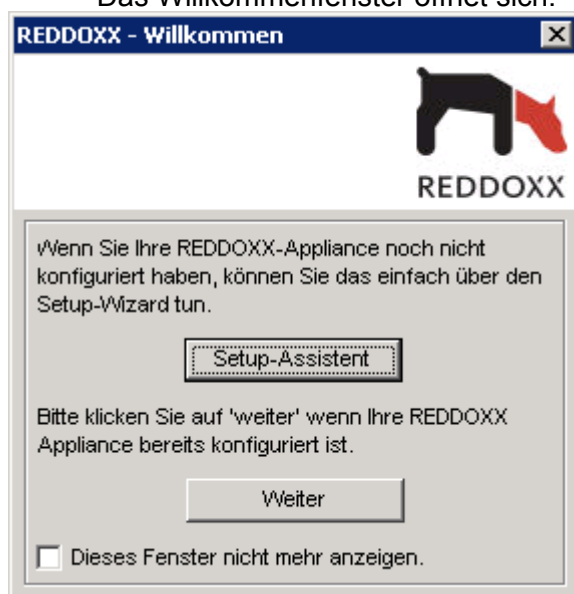 Das Willkommenfenster öffnet sich.
REDDOXX - Willkommen
REDDOXX
Wenn Sie Ihre REDDOXX-Appliance noch nicht
konfiguriert haben, können Sie das einfach über den
Setup-Wizard tun.
Setup-Assistent
Bitte klicken Sie auf 'weiter' wenn Ihre REDDOXX
Appliance bereits konfiguriert ist.
Weiter
Dieses Fenster nicht mehr anzeigen.